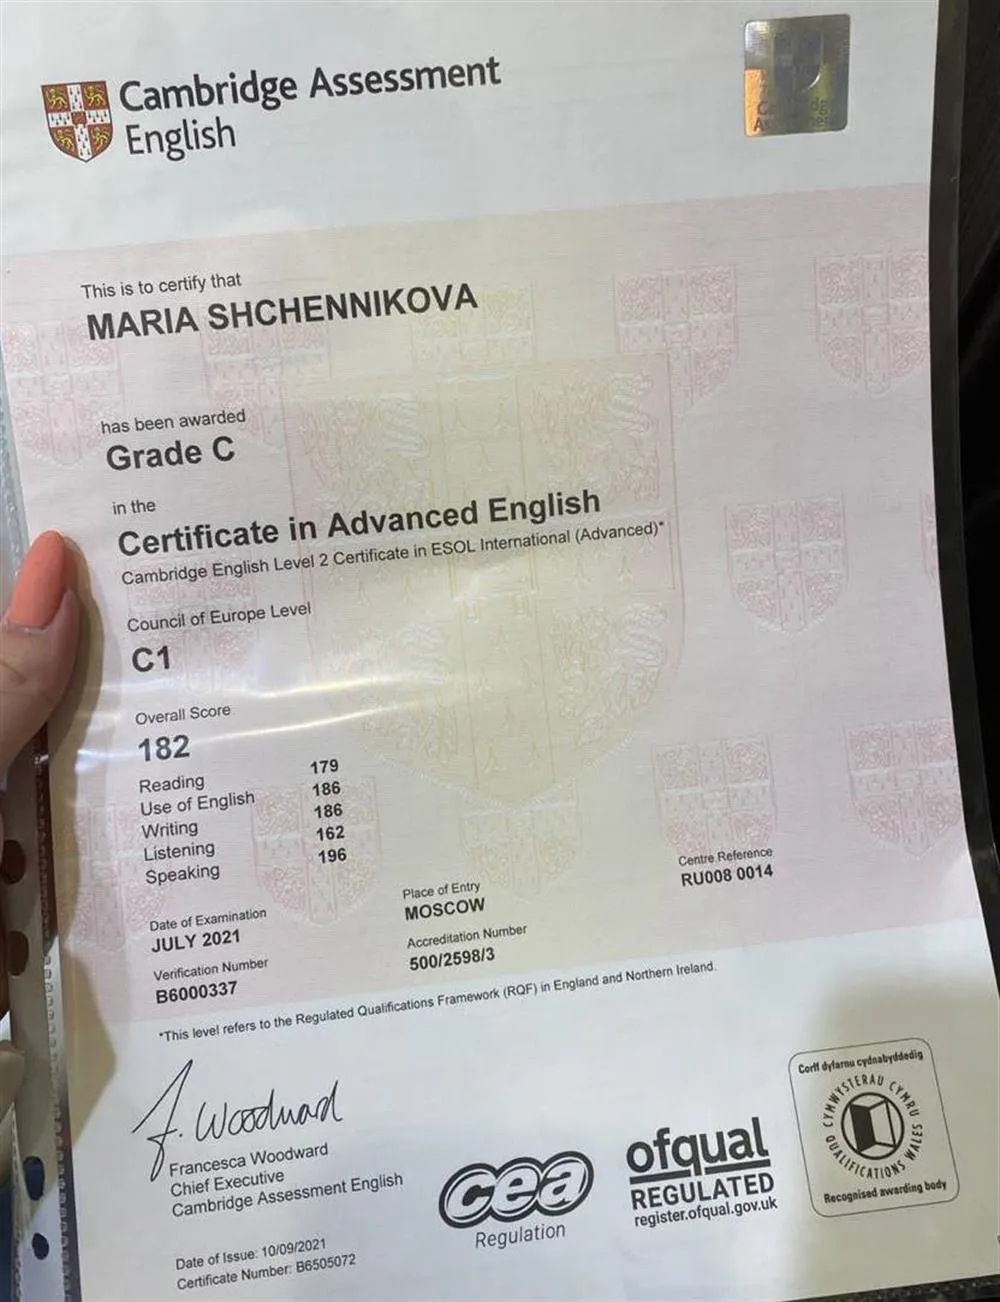 Cambridge Assessment
English
This is to certify that
MARIA SHCHENNIKOVA
has been awarded
Grade C
in the
Certificate in Advanced English
Cambridge English Level 2 Certificate in ESOL International (Advanced)*
Council of Europe Level
C1
Overall Score
182
Reading 179
Use of English 186
Writing 186
Listening 162
Speaking 196
Date of Examination
JULY 2021
Place of Entry
MOSCOW
Centre Reference
RU008 0014
Verification Number
B6000337
Accreditation Number
500/2598/3
*This level refers to the Regulated Qualifications Framework (RQF) in England and Northern Ireland.
F. Woodward
Francesca Woodward
Chief Executive
Cambridge Assessment English
Date of Issue: 10/09/2021
Certificate Number: B6505072
cea
Regulation
ofqual
REGULATED
register.ofqual.gov.uk
Corff dyfarnu cydnabyddedig
CYMWYSTERAU CYMRU
QUALIFICATIONS WALES
Recognised awarding body